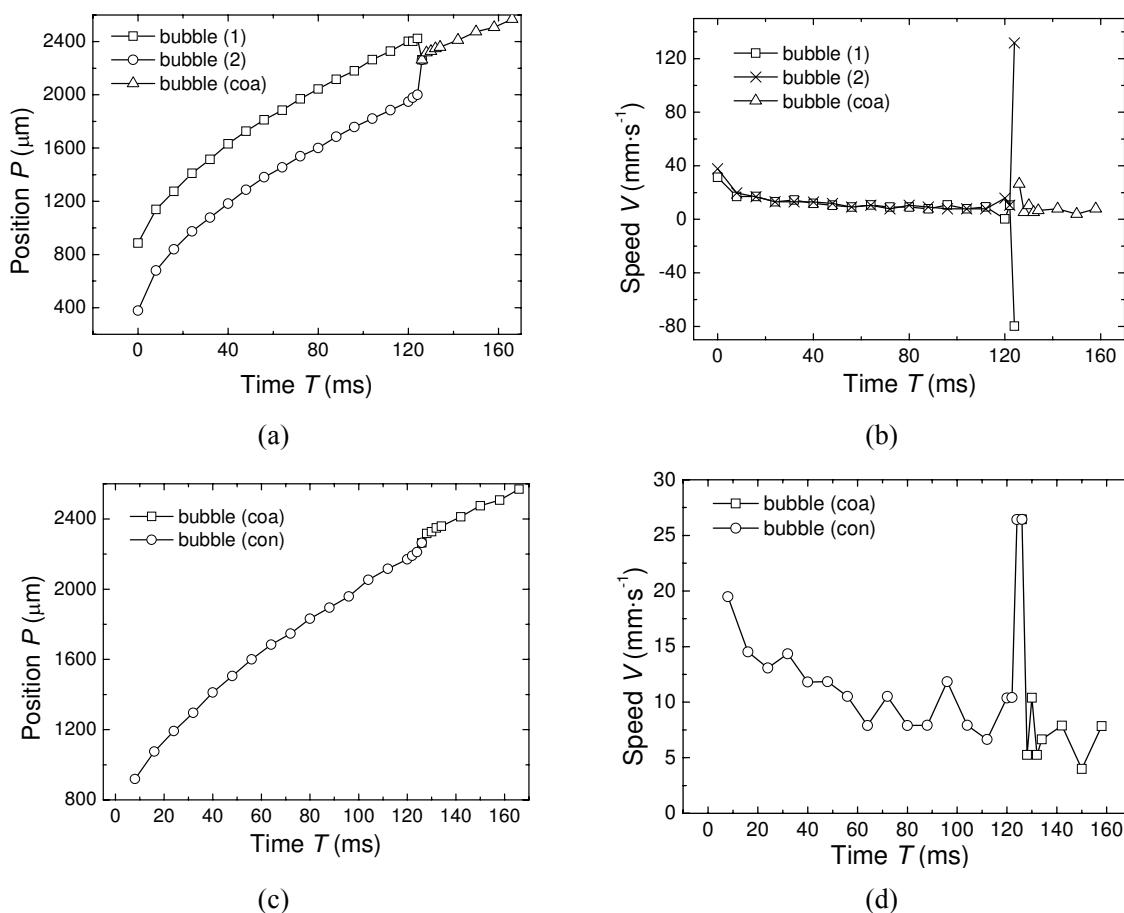 2400
2000
1600
1200
800
400
0 40 80 120 160
Position P (μm)
Time T (ms)
bubble (1)
bubble (2)
bubble (coa)
(a)
120
80
40
0
-40
-80
0 40 80 120 160
Speed V (mm·s⁻¹)
Time T (ms)
bubble (1)
bubble (2)
bubble (coa)
(b)
2400
2000
1600
1200
800
0 20 40 60 80 100 120 140 160
Position P (μm)
Time T (ms)
bubble (coa)
bubble (con)
(c)
30
25
20
15
10
5
0
0 20 40 60 80 100 120 140 160
Speed V (mm·s⁻¹)
Time T (ms)
bubble (coa)
bubble (con)
(d)